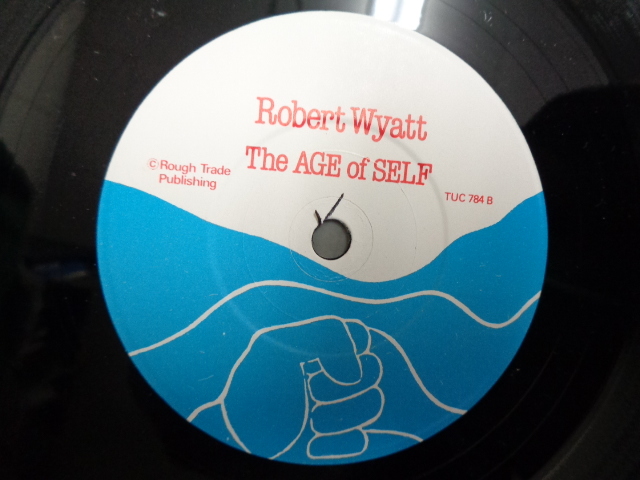 Robert Wyatt
The AGE of SELF
©Rough Trade
Publishing
TUC 784 B